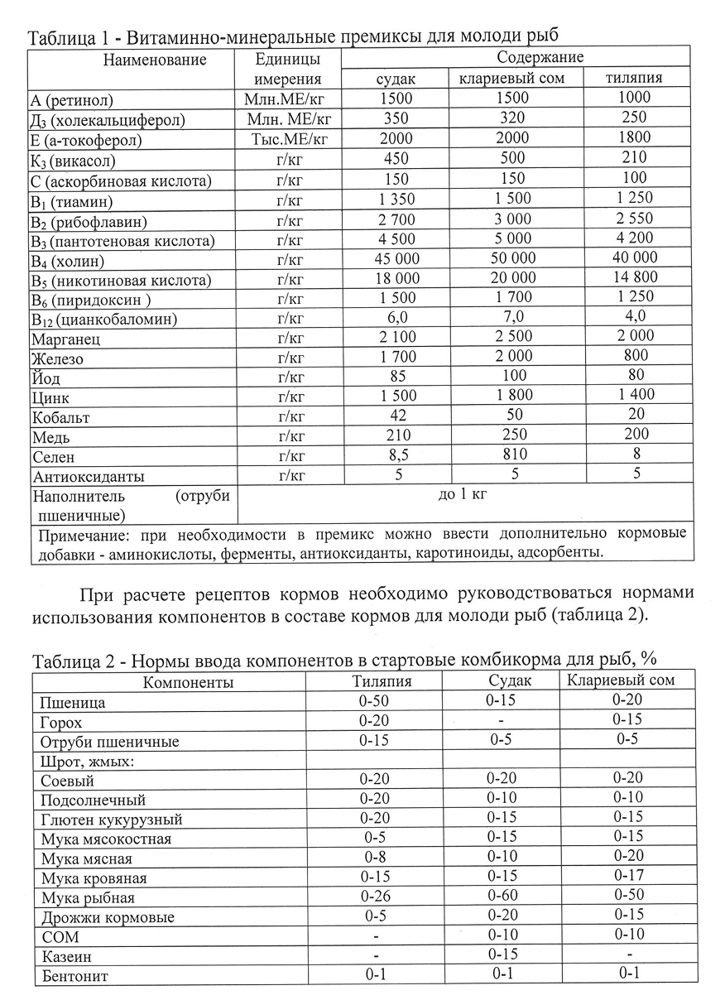 Таблица 1 - Витаминно-минеральные премиксы для молоди рыб
Наименование Единицы имерения Содержание
судак клариевый сом тиляпия
А (ретинол) Млн.МЕ/кг 1500 1500 1000
Д3 (холекальциферол) Млн. МЕ/кг 350 320 250
Е (а-токоферол) Тыс.МЕ/кг 2000 2000 1800
К3 (викасол) г/кг 450 500 210
С (аскорбиновая кислота) г/кг 150 150 100
В1 (тиамин) г/кг 1 350 1 500 1 250
В2 (рибофлавин) г/кг 2 700 3 000 2 550
В3 (пантотеновая кислота) г/кг 4 500 5 000 4 200
В4 (холин) г/кг 45 000 50 000 40 000
В5 (никотиновая кислота) г/кг 18 000 20 000 14 800
В6 (пиридоксин ) г/кг 1 500 1 700 1 250
В12 (цианкобаломин) г/кг 6,0 7,0 4,0
Марганец г/кг 2 100 2 500 2 000
Железо г/кг 1 700 2 000 800
Йод г/кг 85 100 80
Цинк г/кг 1 500 1 800 1 400
Кобальт г/кг 42 50 20
Медь г/кг 210 250 200
Селен г/кг 8,5 810 8
Антиоксиданты г/кг 5 5 5
Наполнитель (отруби до 1 кг
пшеничные)
Примечание: при необходимости в премикс можно ввести дополнительно кормовые
добавки - аминокислоты, ферменты, антиоксиданты, каротиноиды, адсорбенты.
При расчете рецептов кормов необходимо руководствоваться нормами
использования компонентов в составе кормов для молоди рыб (таблица 2).
Таблица 2 - Нормы ввода компонентов в стартовые комбикорма для рыб, %
Компоненты Тиляпия Судак Клариевый сом
Пшеница 0-50 0-15 0-20
Горох 0-20 - 0-15
Отруби пшеничные 0-15 0-5 0-5
Шрот, жмых:
Соевый 0-20 0-20 0-20
Подсолнечный 0-20 0-10 0-10
Глютен кукурузный 0-20 0-15 0-15
Мука мясокостная 0-5 0-15 0-15
Мука мясная 0-8 0-10 0-20
Мука кровяная 0-15 0-15 0-17
Мука рыбная 0-26 0-60 0-50
Дрожжи кормовые 0-5 0-20 0-15
СОМ - 0-10 0-10
Казеин - 0-15 -
Бентонит 0-1 0-1 0-1